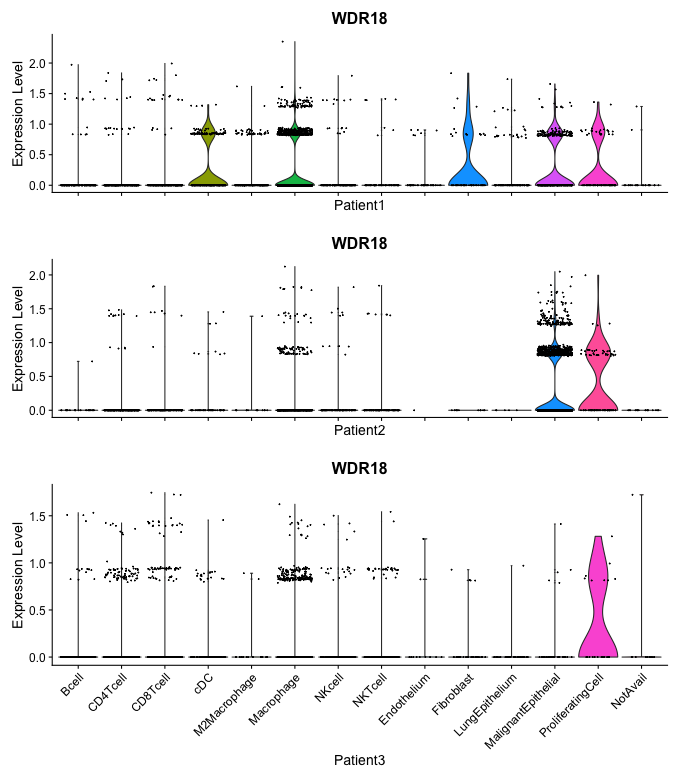 WDR18
Expression Level
2.0
1.5
1.0
0.5
0.0
Patient1
WDR18
Expression Level
2.0
1.5
1.0
0.5
0.0
Patient2
WDR18
Expression Level
1.5
1.0
0.5
0.0
Bcell
CD4Tcell
CD8Tcell
cDC
M2Macrophage
Macrophage
NKcell
NKTcell
Endothelium
Fibroblast
LungEpithelium
MalignantEpithelial
ProliferatingCell
NotAvail
Patient3